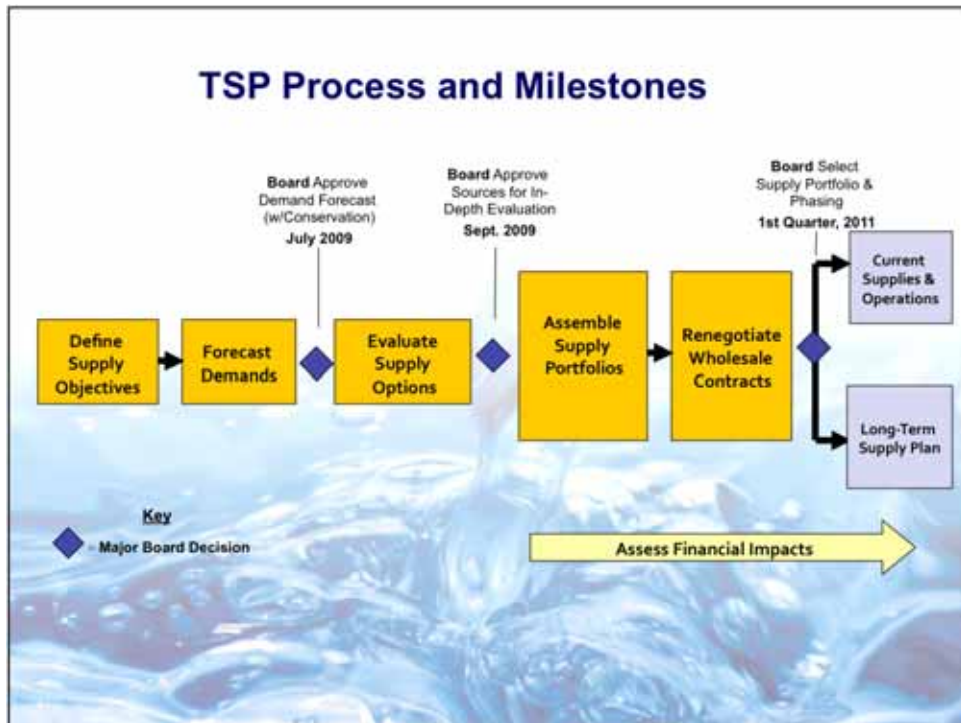 TSP Process and Milestones
Board Approve
Demand Forecast
(w/Conservation)
July 2009
Board Approve
Sources for In-
Depth Evaluation
Sept. 2009
Board Select
Supply Portfolio &
Phasing
1st Quarter, 2011
Define
Supply
Objectives
Forecast
Demands
Evaluate
Supply
Options
Assemble
Supply
Portfolios
Renegotiate
Wholesale
Contracts
Current
Supplies &
Operations
Long-Term
Supply Plan
Key
= Major Board Decision
Assess Financial Impacts